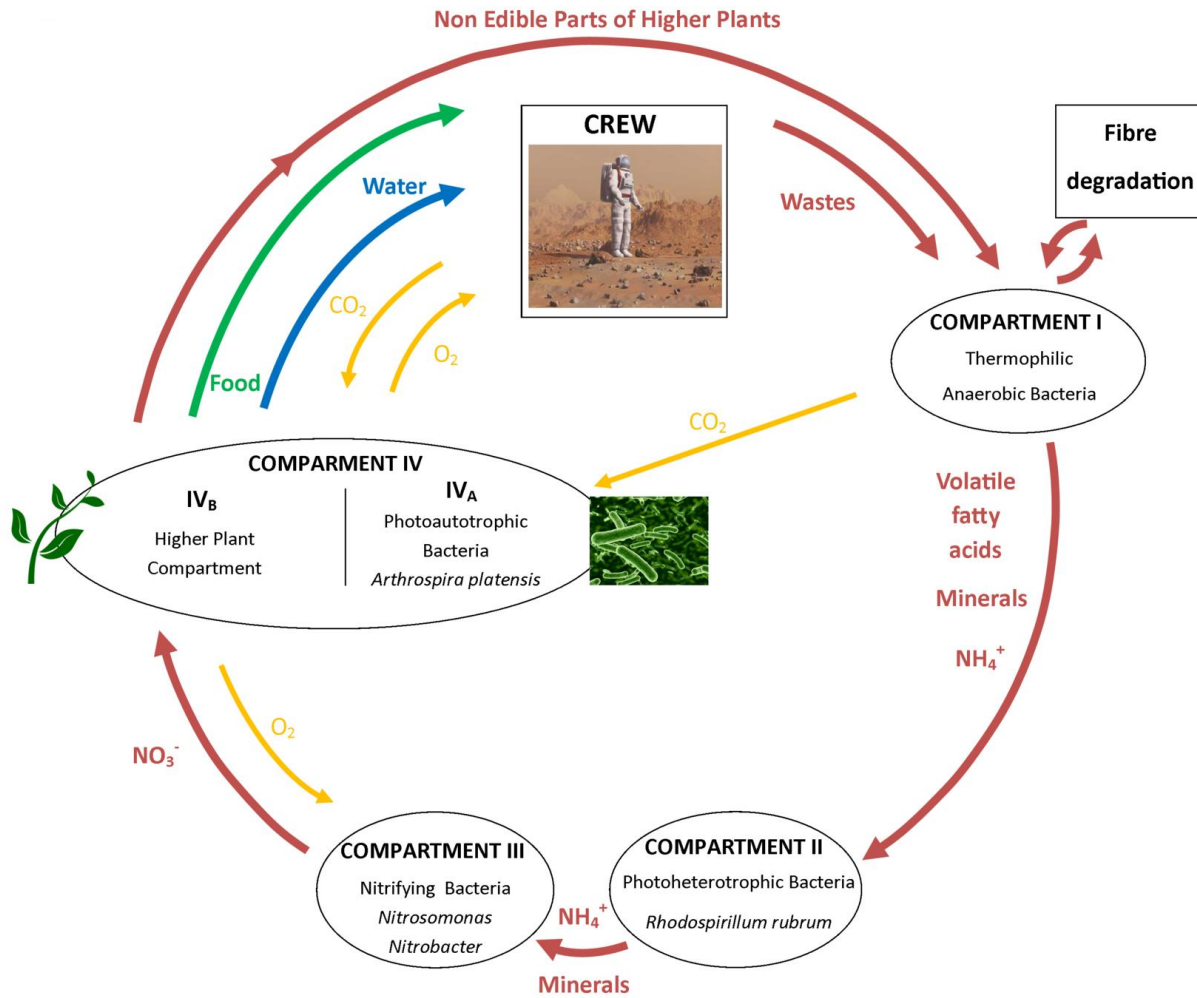 Non Edible Parts of Higher Plants
CREW
Fibre
degradation
Water
Wastes
CO₂
O₂
Food
COMPARTMENT I
Thermophilic
Anaerobic Bacteria
CO₂
COMPARMENT IV
IV_B
Higher Plant
Compartment
IV_A
Photoautotrophic
Bacteria
Arthrospira platensis
Volatile
fatty
acids
Minerals
NH₄⁺
O₂
NO₃⁻
COMPARTMENT III
Nitrifying Bacteria
Nitrosomonas
Nitrobacter
COMPARTMENT II
Photoheterotrophic Bacteria
Rhodospirillum rubrum
NH₄⁺
Minerals